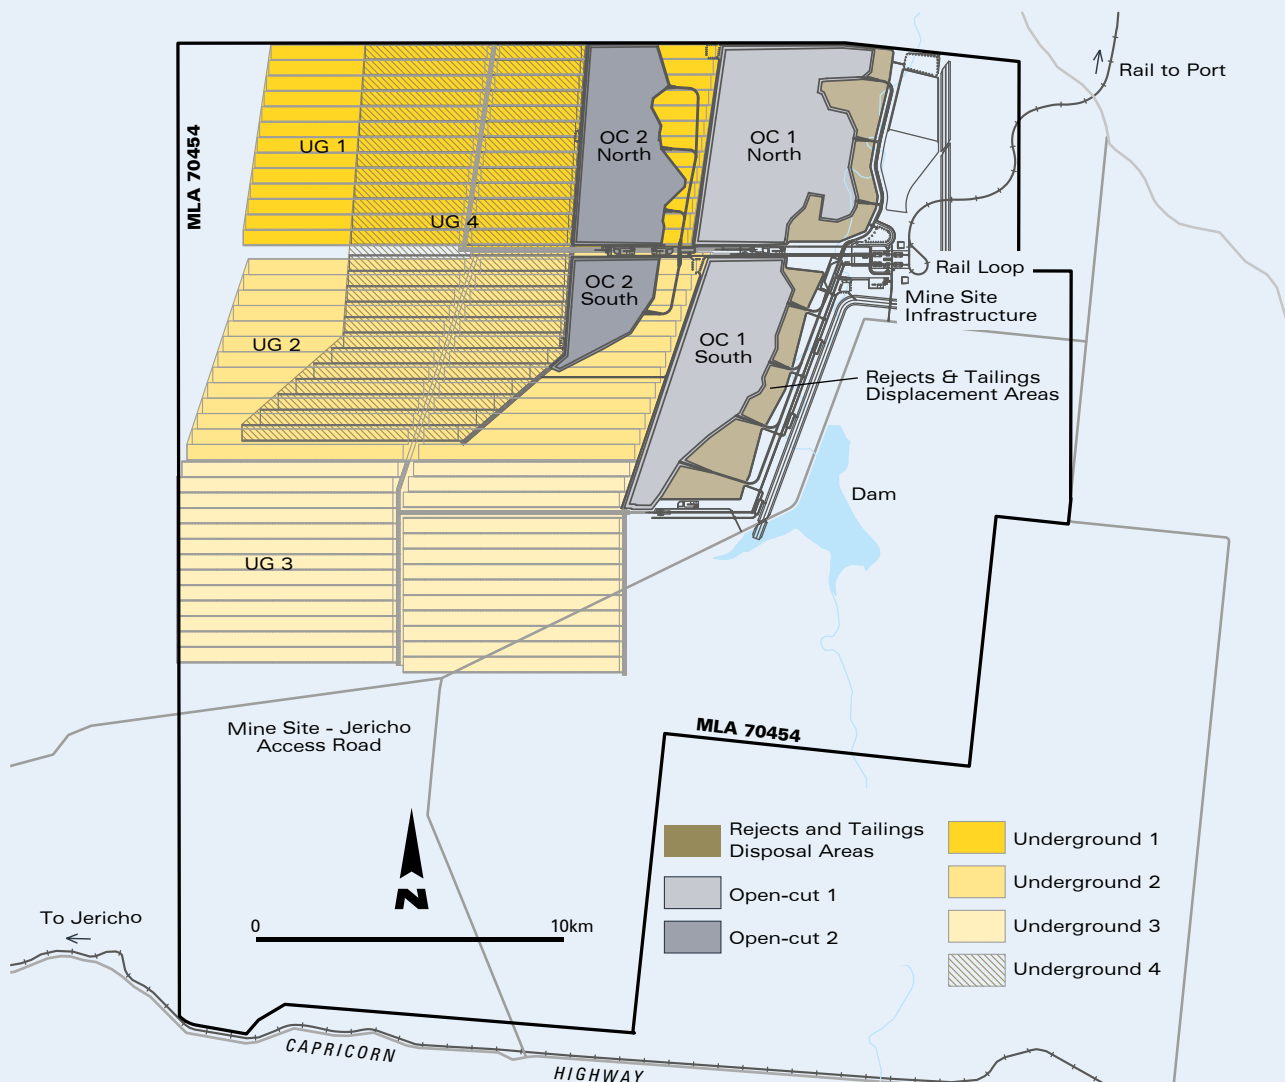 Rail to Port
MLA 70454
UG 1
OC 2
North
OC 1
North
UG 4
Rail Loop
OC 2
South
Mine Site
Infrastructure
UG 2
OC 1
South
Rejects & Tailings
Displacement Areas
Dam
UG 3
Mine Site - Jericho
Access Road
MLA 70454
N
0
10km
To Jericho
Rejects and Tailings
Disposal Areas
Open-cut 1
Open-cut 2
Underground 1
Underground 2
Underground 3
Underground 4
CAPRICORN
HIGHWAY